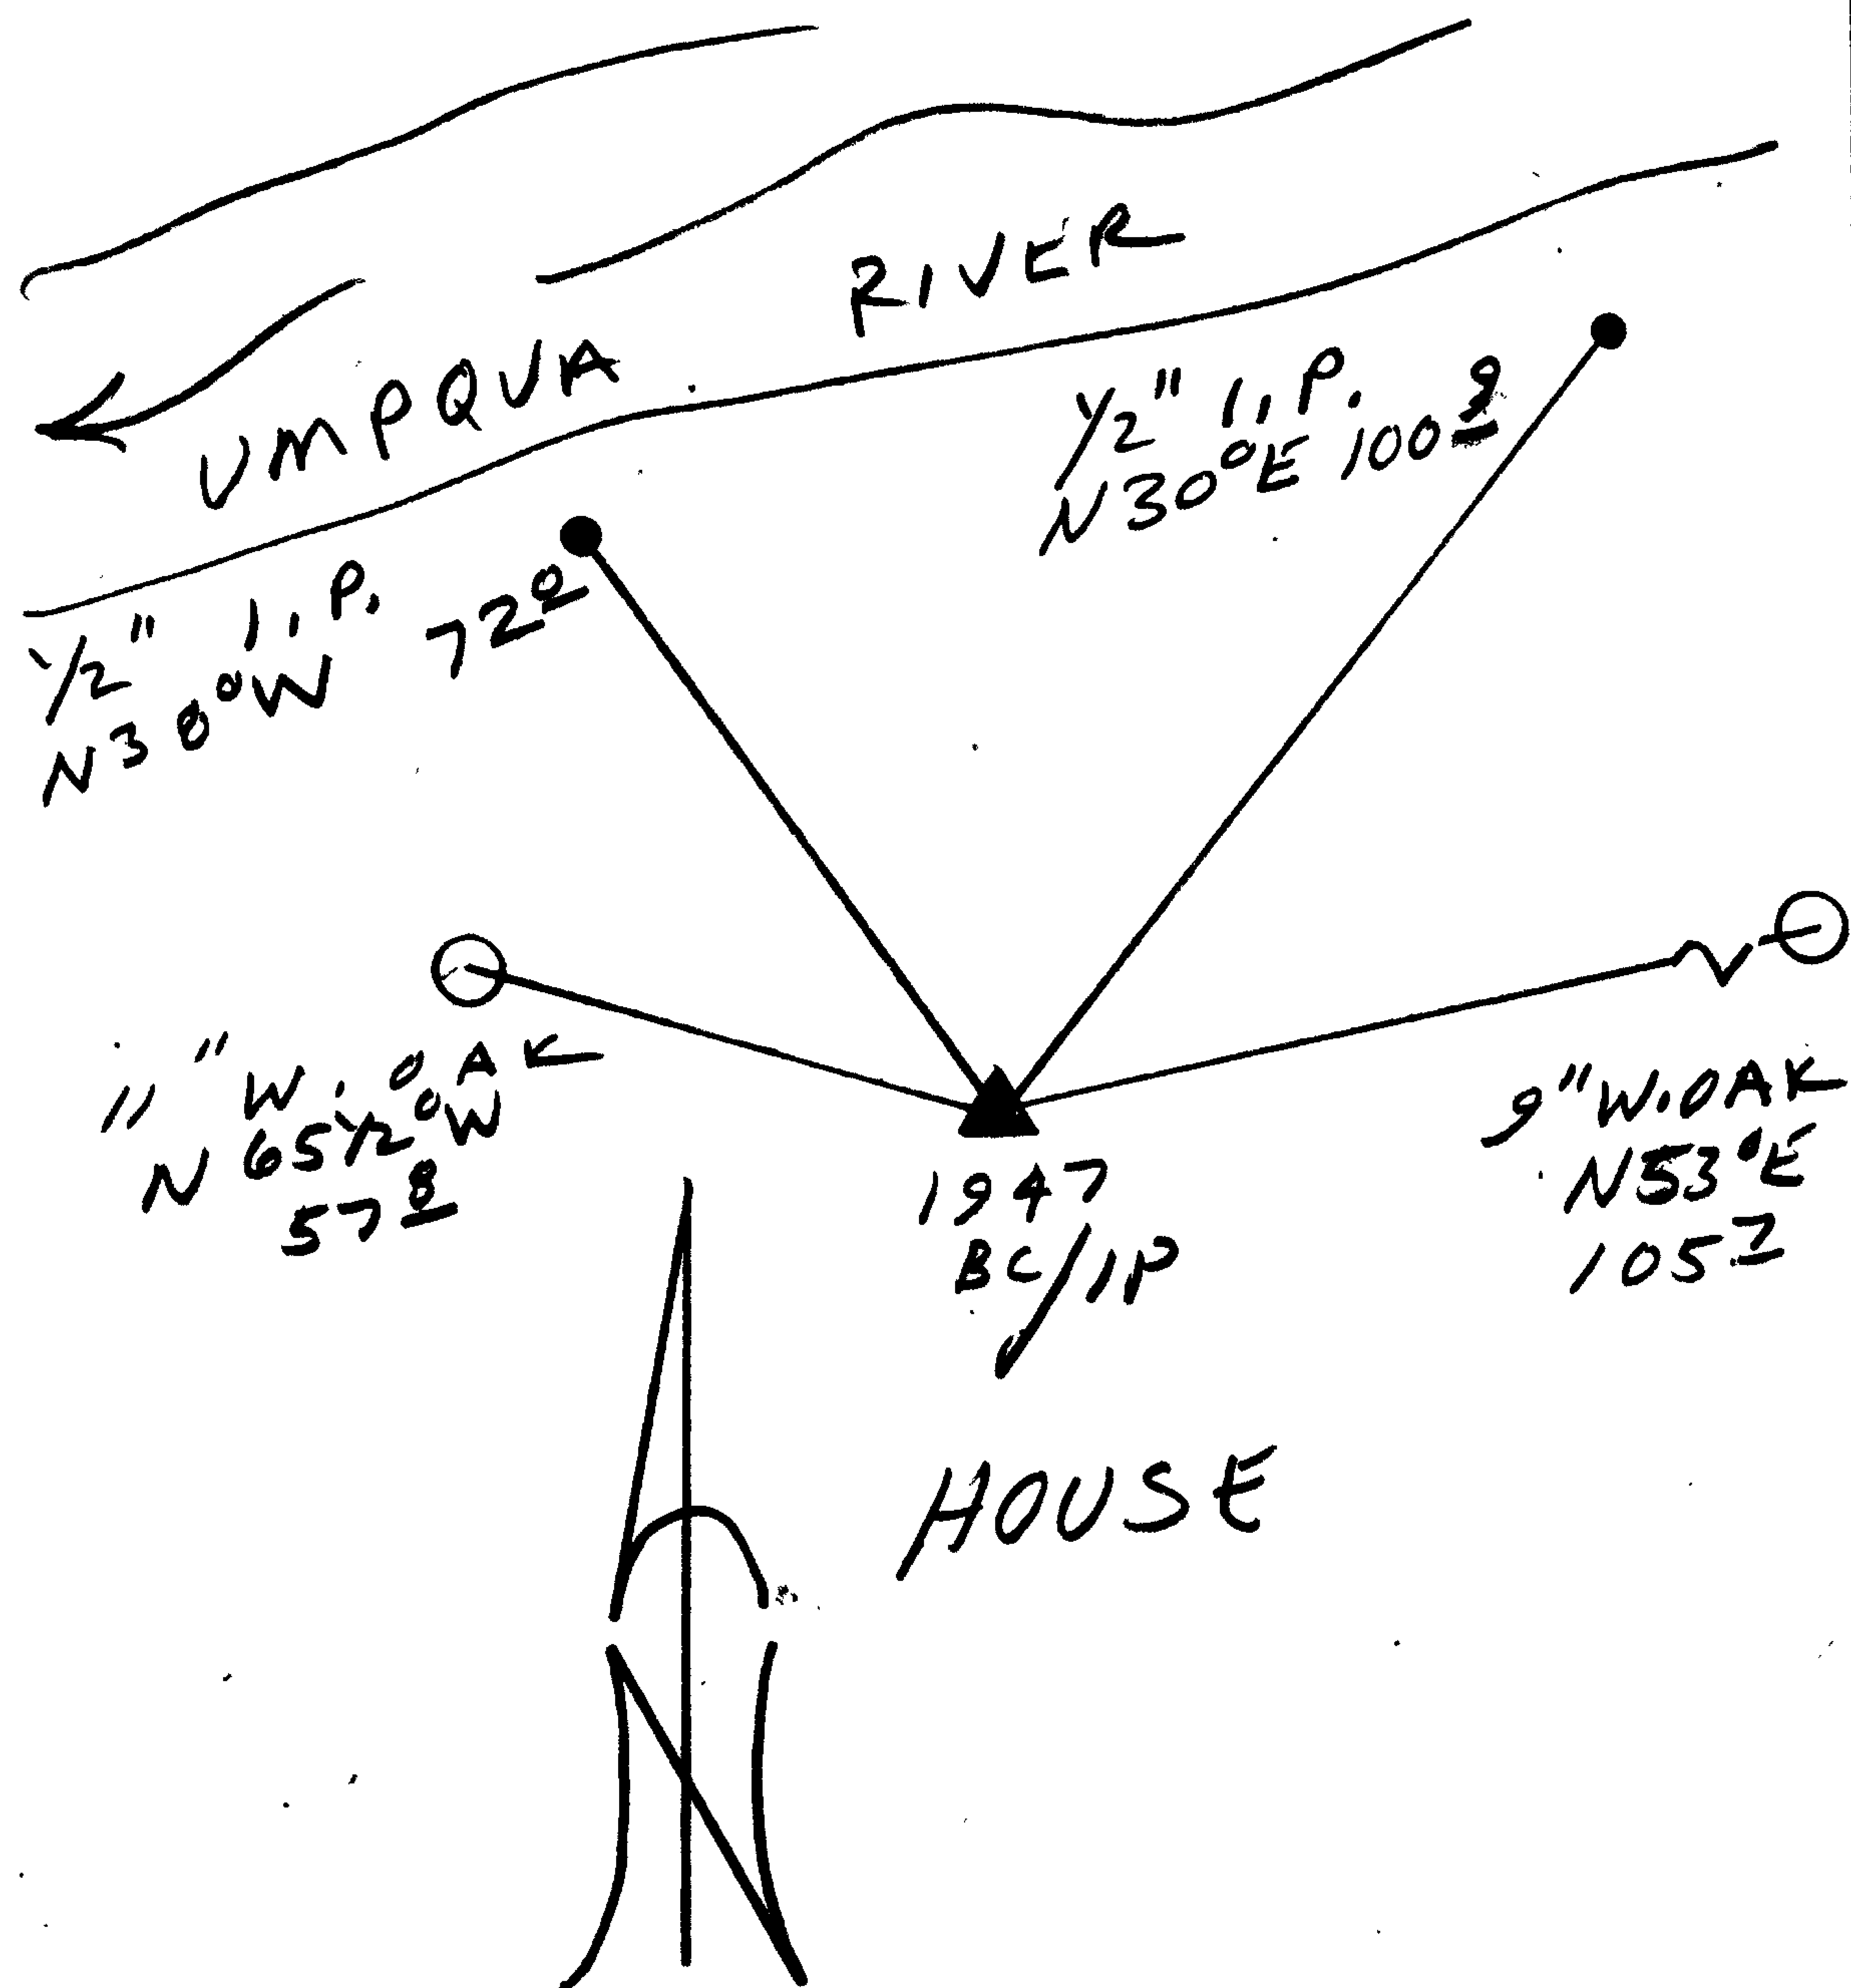 UMPQUA RIVER
1/2" I.P.
N30°E 100 9
1/2" I.P.
N30°W 72 0
11" W. OAK
N 65 1/2°W
57 8
9" W. OAK
N53°E
105 7
1947
BC/IP
HOUSE
N